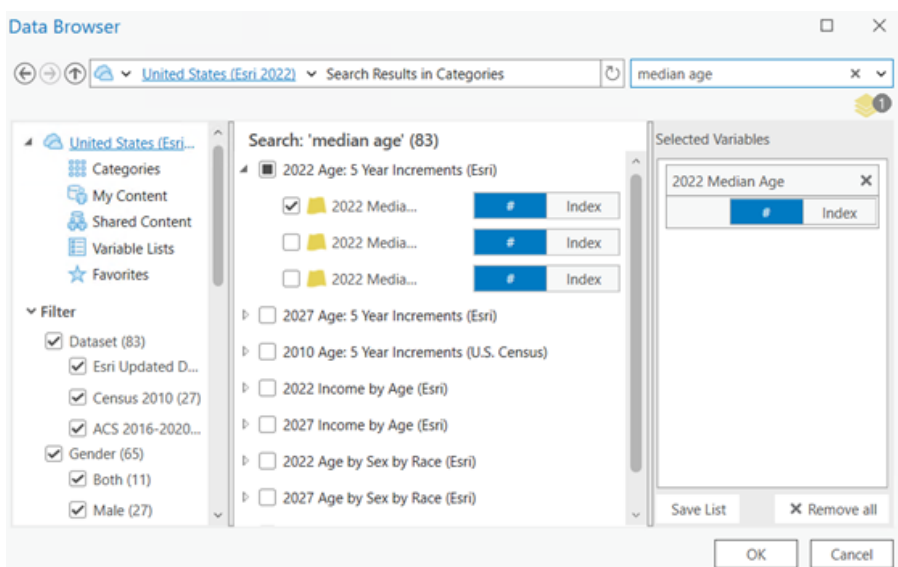 Data Browser
United States (Esri 2022) Search Results in Categories
median age
1
United States (Esri...
Categories
My Content
Shared Content
Variable Lists
Favorites
Filter
Dataset (83)
Esri Updated D...
Census 2010 (27)
ACS 2016-2020...
Gender (65)
Both (11)
Male (27)
Search: 'median age' (83)
2022 Age: 5 Year Increments (Esri)
2022 Media... # Index
2022 Media... # Index
2022 Media... # Index
2027 Age: 5 Year Increments (Esri)
2010 Age: 5 Year Increments (U.S. Census)
2022 Income by Age (Esri)
2027 Income by Age (Esri)
2022 Age by Sex by Race (Esri)
2027 Age by Sex by Race (Esri)
Selected Variables
2022 Median Age
# Index
Save List Remove all
OK Cancel